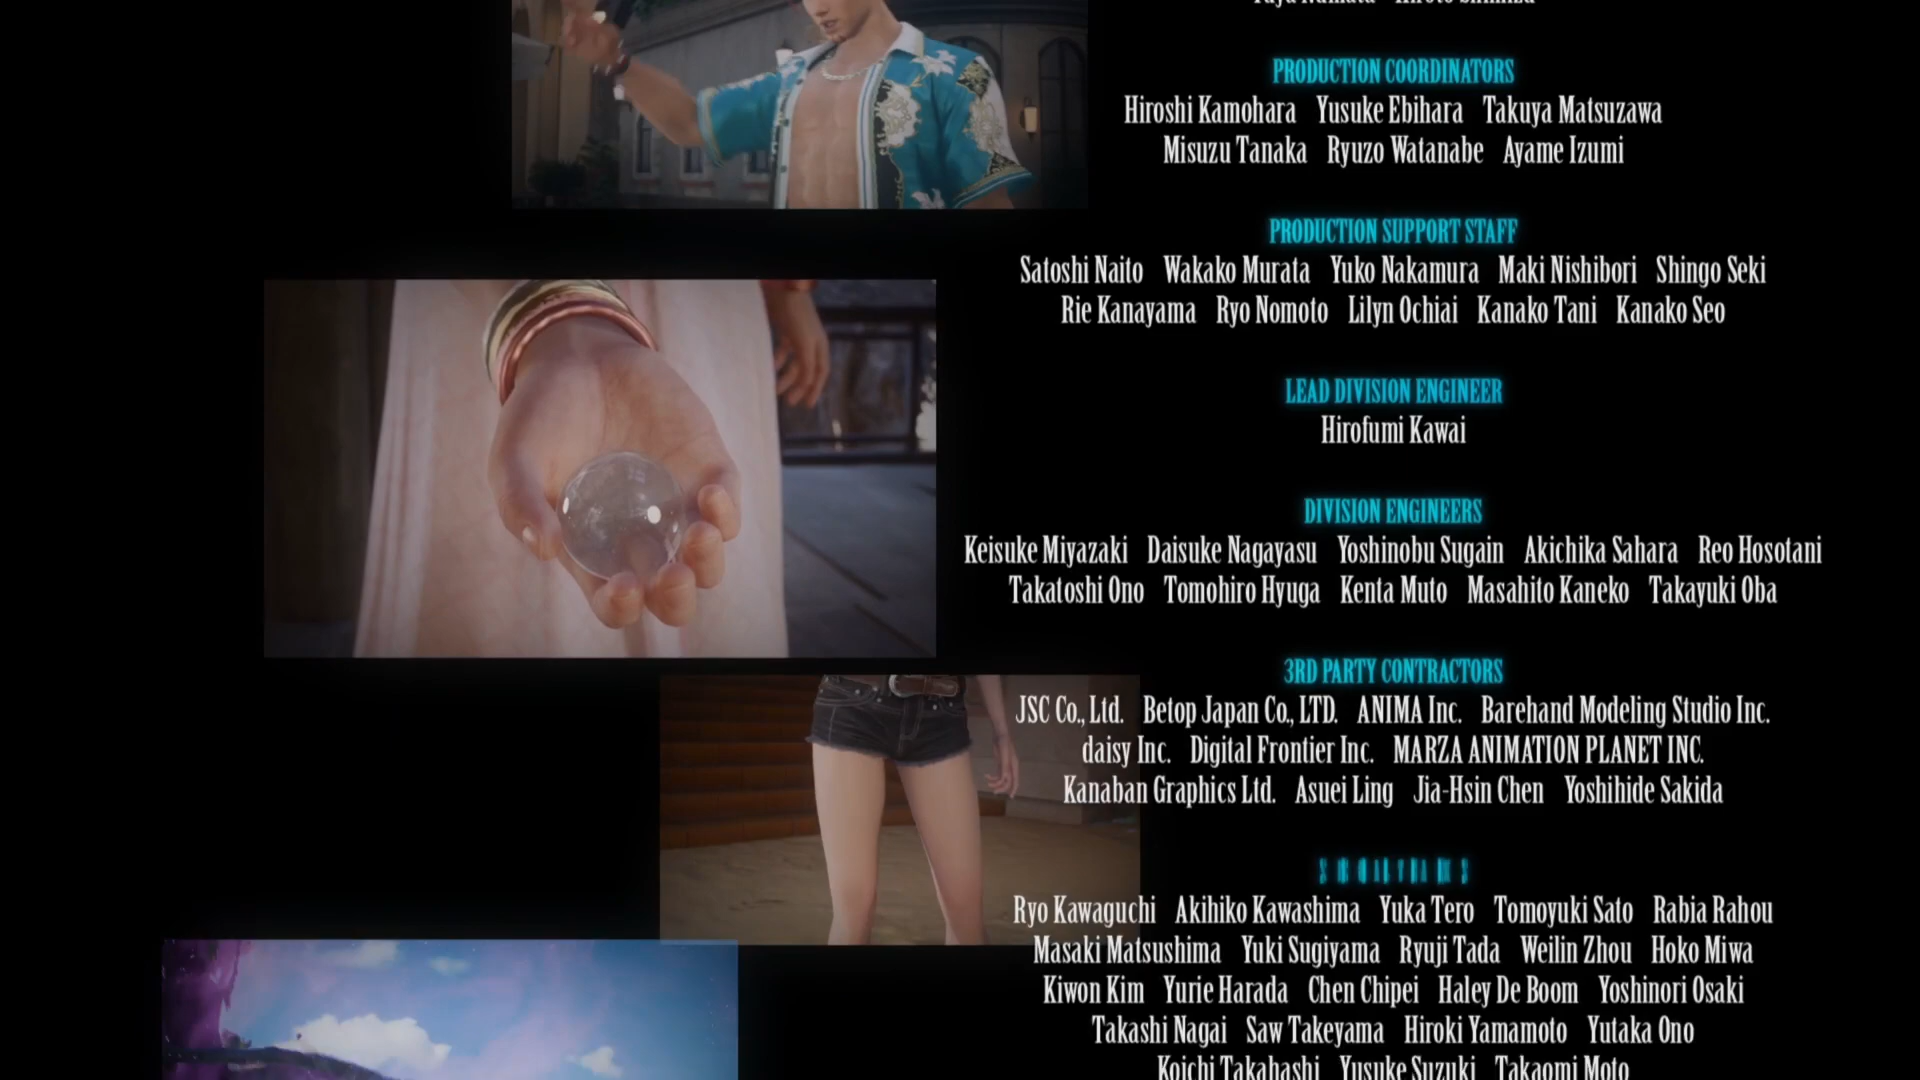 PRODUCTION COORDINATORS
Hiroshi Kamohara Yusuke Ebihara Takuya Matsuzawa
Misuzu Tanaka Ryuzo Watanabe Ayame Izumi
PRODUCTION SUPPORT STAFF
Satoshi Naito Wakako Murata Yuko Nakamura Maki Nishibori Shingo Seki
Rie Kanayama Ryo Nomoto Lilyn Ochiai Kanako Tani Kanako Seo
LEAD DIVISION ENGINEER
Hirofumi Kawai
DIVISION ENGINEERS
Keisuke Miyazaki Daisuke Nagayasu Yoshinobu Sugain Akichika Sahara Reo Hosotani
Takatoshi Ono Tomohiro Hyuga Kenta Muto Masahito Kaneko Takayuki Oba
3RD PARTY CONTRACTORS
JSC Co., Ltd. Betop Japan Co., LTD. ANIMA Inc. Barehand Modeling Studio Inc.
daisy Inc. Digital Frontier Inc. MARZA ANIMATION PLANET INC.
Kanaban Graphics Ltd. Asuei Ling Jia-Hsin Chen Yoshihide Sakida
Ryo Kawaguchi Akihiko Kawashima Yuka Tero Tomoyuki Sato Rabia Rahou
Masaki Matsushima Yuki Sugiyama Ryuji Tada Weilin Zhou Hoko Miwa
Kiwon Kim Yurie Harada Chen Chipei Haley De Boom Yoshinori Osaki
Takashi Nagai Saw Takeyama Hiroki Yamamoto Yutaka Ono
Koichi Takahashi Yusuke Suzuki Takaomi Moto